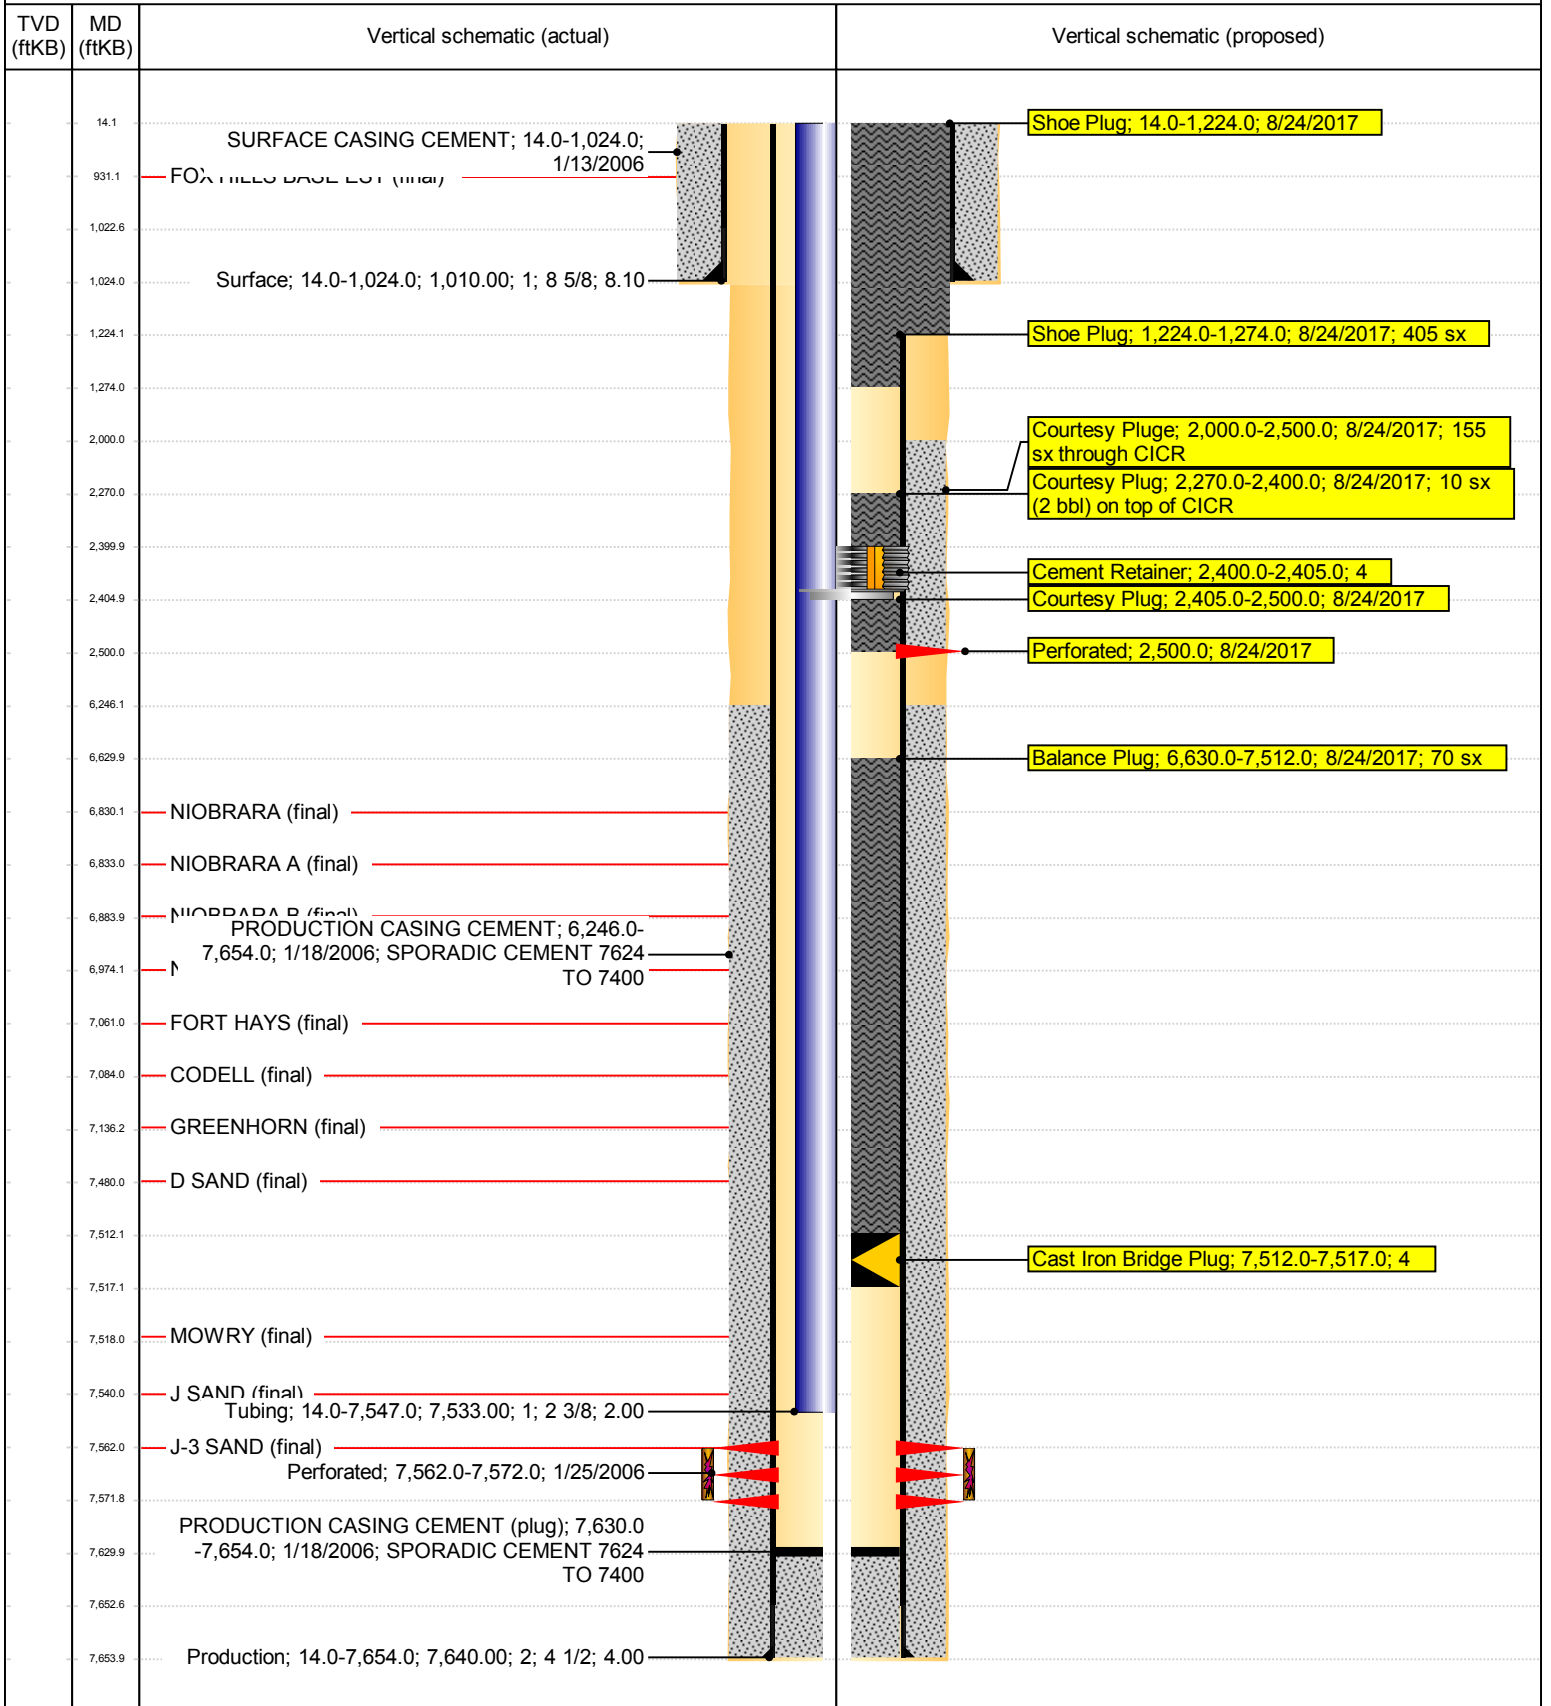 TVD (ftKB)
MD (ftKB)
Vertical schematic (actual)
Vertical schematic (proposed)
14.1
931.1
1,022.6
1,024.0
1,224.1
1,274.0
2,000.0
2,270.0
2,399.9
2,404.9
2,500.0
6,246.1
6,629.9
6,830.1
6,833.0
6,883.9
6,974.1
7,061.0
7,084.0
7,136.2
7,480.0
7,512.1
7,517.1
7,518.0
7,540.0
7,562.0
7,571.8
7,629.9
7,652.6
7,653.9
SURFACE CASING CEMENT; 14.0-1,024.0;
1/13/2006
FOX HILLS BASE EST (final)
Surface; 14.0-1,024.0; 1,010.00; 1; 8 5/8; 8.10
NIOBRARA (final)
NIOBRARA A (final)
NIOBRARA B (final)
PRODUCTION CASING CEMENT; 6,246.0-
7,654.0; 1/18/2006; SPORADIC CEMENT 7624
TO 7400
FORT HAYS (final)
CODELL (final)
GREENHORN (final)
D SAND (final)
MOWRY (final)
J SAND (final)
Tubing; 14.0-7,547.0; 7,533.00; 1; 2 3/8; 2.00
J-3 SAND (final)
Perforated; 7,562.0-7,572.0; 1/25/2006
PRODUCTION CASING CEMENT (plug); 7,630.0
-7,654.0; 1/18/2006; SPORADIC CEMENT 7624
TO 7400
Production; 14.0-7,654.0; 7,640.00; 2; 4 1/2; 4.00
Shoe Plug; 14.0-1,224.0; 8/24/2017
Shoe Plug; 1,224.0-1,274.0; 8/24/2017; 405 sx
Courtesy Pluge; 2,000.0-2,500.0; 8/24/2017; 155
sx through CICR
Courtesy Plug; 2,270.0-2,400.0; 8/24/2017; 10 sx
(2 bbl) on top of CICR
Cement Retainer; 2,400.0-2,405.0; 4
Courtesy Plug; 2,405.0-2,500.0; 8/24/2017
Perforated; 2,500.0; 8/24/2017
Balance Plug; 6,630.0-7,512.0; 8/24/2017; 70 sx
Cast Iron Bridge Plug; 7,512.0-7,517.0; 4